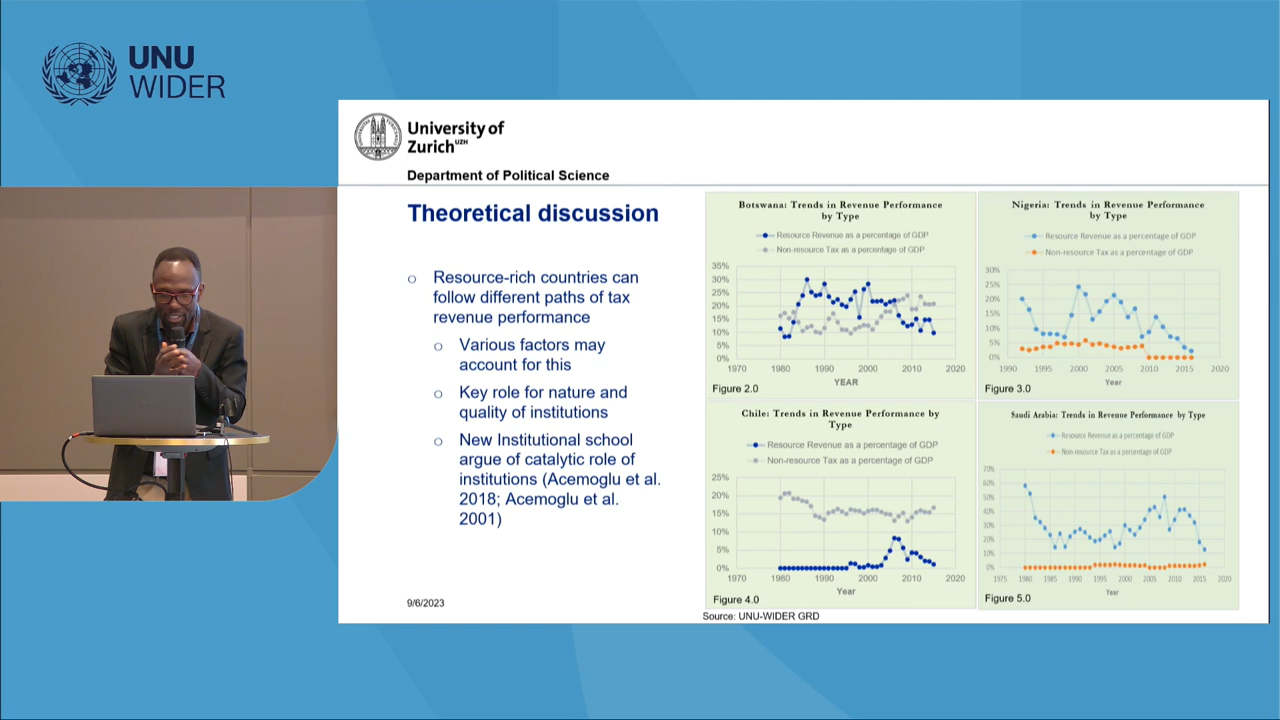 UNU
WIDER
University of
Zurich UZH
Department of Political Science
Theoretical discussion
Resource-rich countries can
follow different paths of tax
revenue performance
Various factors may
account for this
Key role for nature and
quality of institutions
New Institutional school
argue of catalytic role of
institutions (Acemoglu et al.
2018; Acemoglu et al.
2001)
9/6/2023
Botswana: Trends in Revenue Performance
by Type
Resource Revenue as a percentage of GDP
Non-resource Tax as a percentage of GDP
35%
30%
25%
20%
15%
10%
5%
0%
1970 1980 1990 2000 2010 2020
YEAR
Figure 2.0
Nigeria: Trends in Revenue Performance
by Type
Resource Revenue as a percentage of GDP
Non-resource Tax as a percentage of GDP
30%
25%
20%
15%
10%
5%
0%
1990 1995 2000 2005 2010 2015 2020
Year
Figure 3.0
Chile: Trends in Revenue Performance by
Type
Resource Revenue as a percentage of GDP
Non-resource Tax as a percentage of GDP
25%
20%
15%
10%
5%
0%
1970 1980 1990 2000 2010 2020
Year
Figure 4.0
Saudi Arabia: Trends in Revenue Performance by Type
Resource Revenue as a percentage of GDP
Non-resource Tax as a percentage of GDP
70%
60%
50%
40%
30%
20%
10%
0%
1975 1980 1985 1990 1995 2000 2005 2010 2015 2020
Year
Figure 5.0
Source: UNU-WIDER GRD